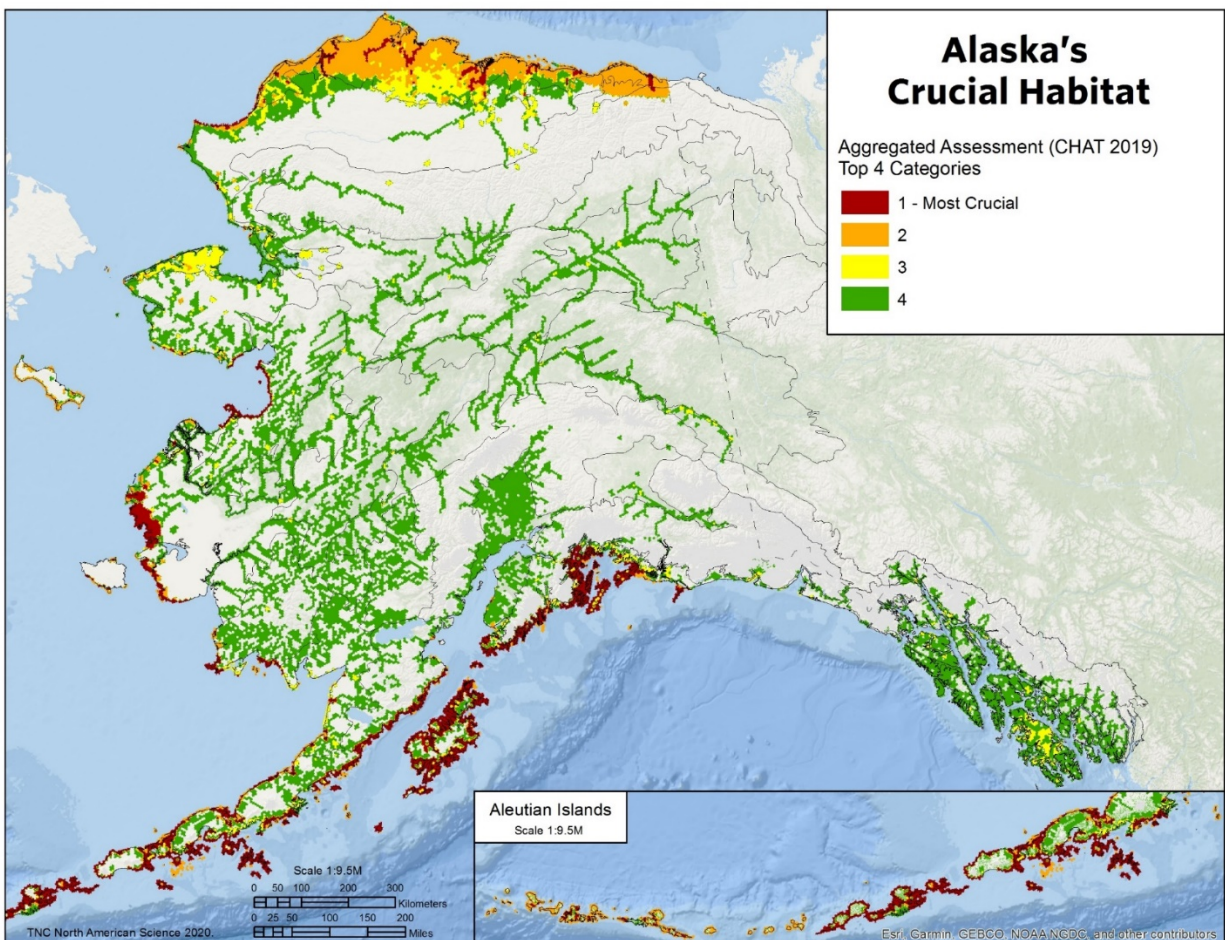 Alaska's
Crucial Habitat
Aggregated Assessment (CHAT 2019)
Top 4 Categories
1 - Most Crucial
2
3
4
Aleutian Islands
Scale 1:9.5M
Scale 1:9.5M
0 50 100 200 300
Kilometers
0 25 50 100 150 200
Miles
TNC North American Science 2020.
Esri, Garmin, GEBCO, NOAA NGDC, and other contributors